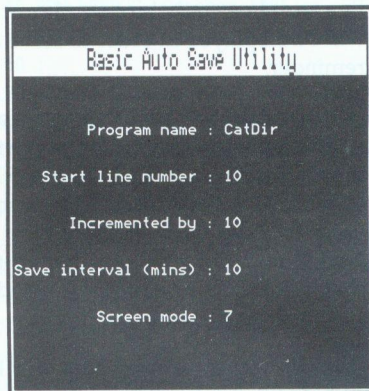 Basic Auto Save Utility
Program name : CatDir
Start line number : 10
Incremented by : 10
Save interval (mins) : 10
Screen mode : 7